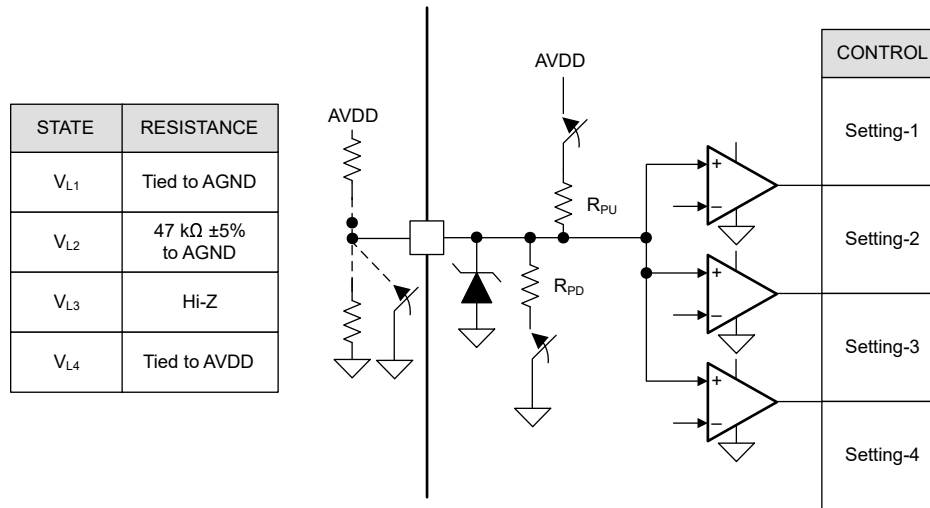 STATE RESISTANCE
V_L1 Tied to AGND
V_L2 47 kΩ ±5%
to AGND
V_L3 Hi-Z
V_L4 Tied to AVDD
AVDD
AVDD
R_PU
R_PD
+
−
+
−
+
−
CONTROL
Setting-1
Setting-2
Setting-3
Setting-4